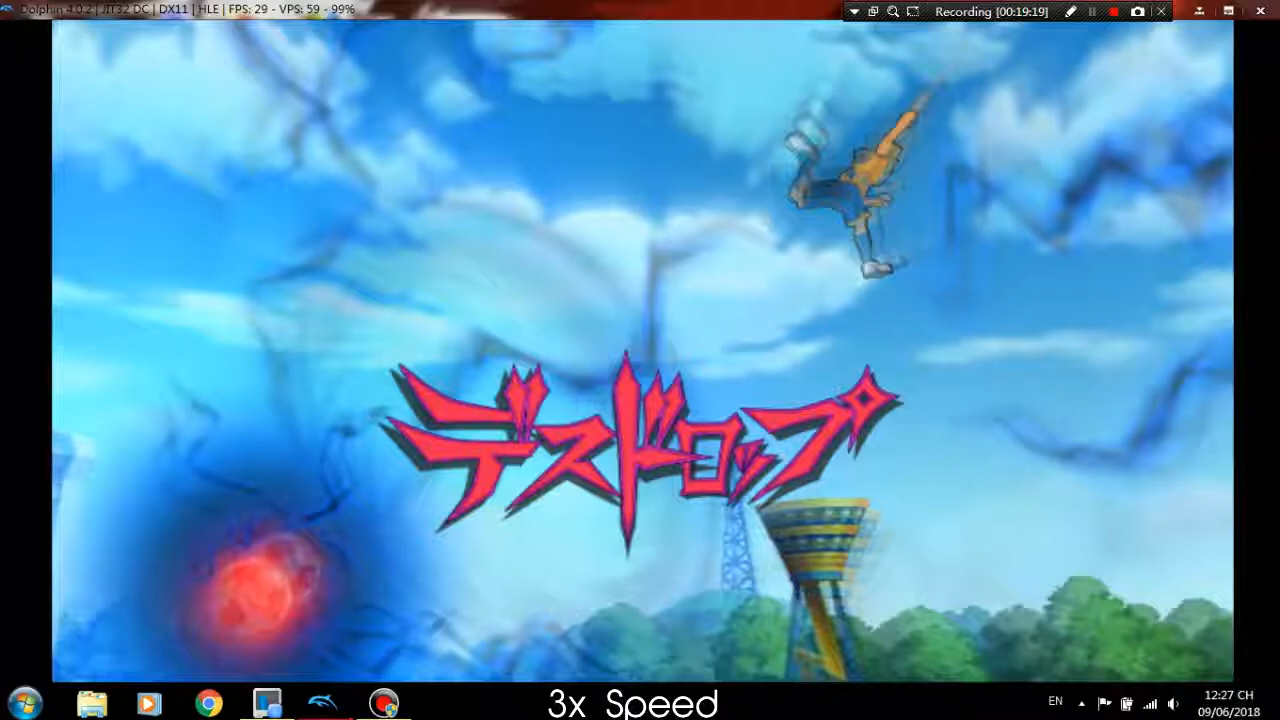 Dolphin 4.0.2 | JIT32 DC | DX11 | HLE | FPS: 29 - VPS: 59 - 99%
Recording [00:19:19]
デスドロップ
3x Speed
EN
12:27 CH
09/06/2018